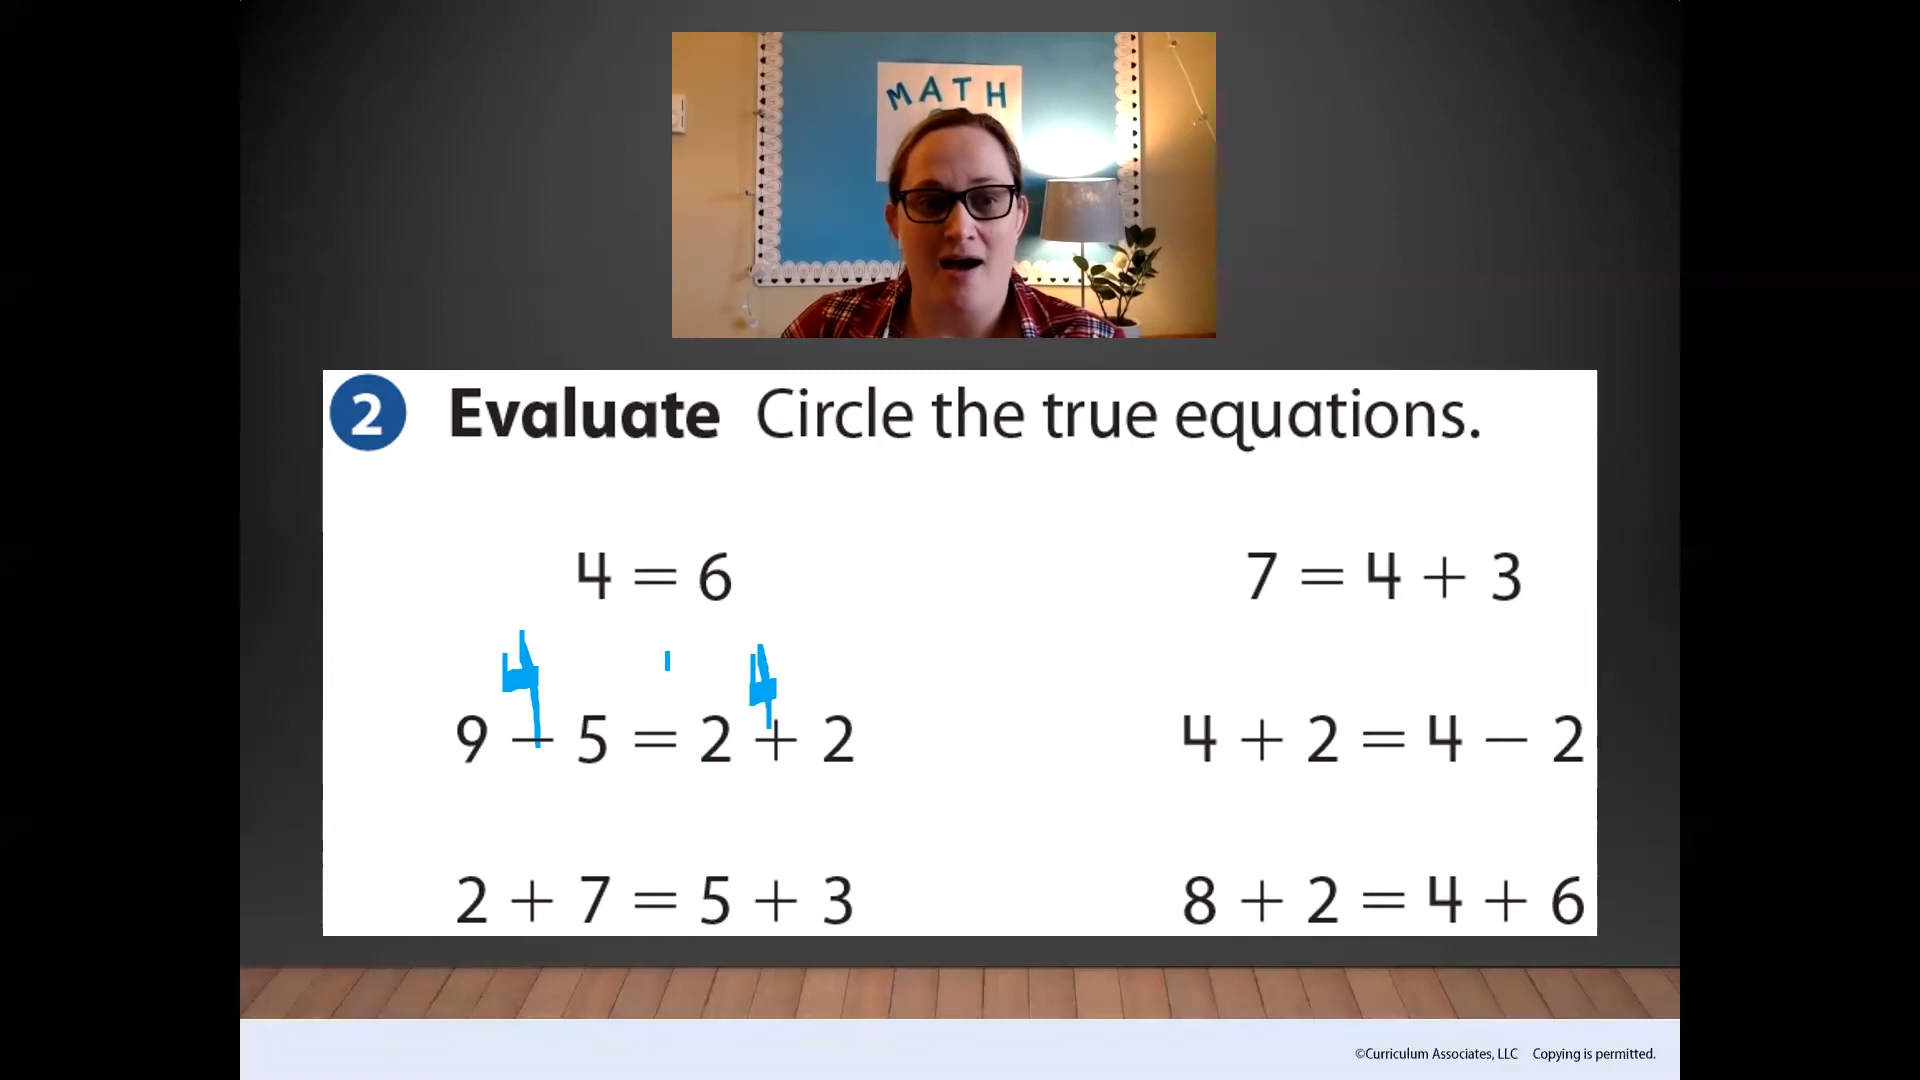 MATH
2 Evaluate Circle the true equations.
4 = 6
7 = 4 + 3
4 4
9 − 5 = 2 + 2
4 + 2 = 4 − 2
2 + 7 = 5 + 3
8 + 2 = 4 + 6
©Curriculum Associates, LLC Copying is permitted.